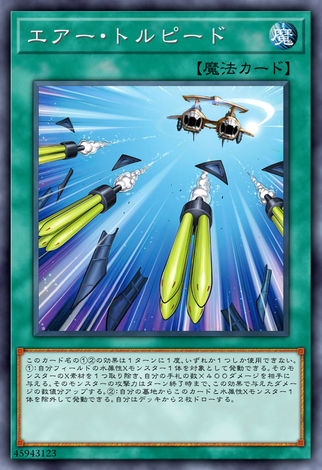 エアー・トルピード
魔
【魔法カード】
このカード名の①②の効果は１ターンに１度、いずれか１つしか使用できない。
①：自分フィールドの水属性Xモンスター１体を対象として発動できる。そのモ
ンスターのX素材を１つ取り除き、自分の手札の数×４００ダメージを相手に
与える。そのモンスターの攻撃力はターン終了時まで、この効果で与えたダメー
ジの数値分アップする。②：自分の墓地からこのカードと水属性Xモンスター１
体を除外して発動できる。自分はデッキから２枚ドローする。
45943123